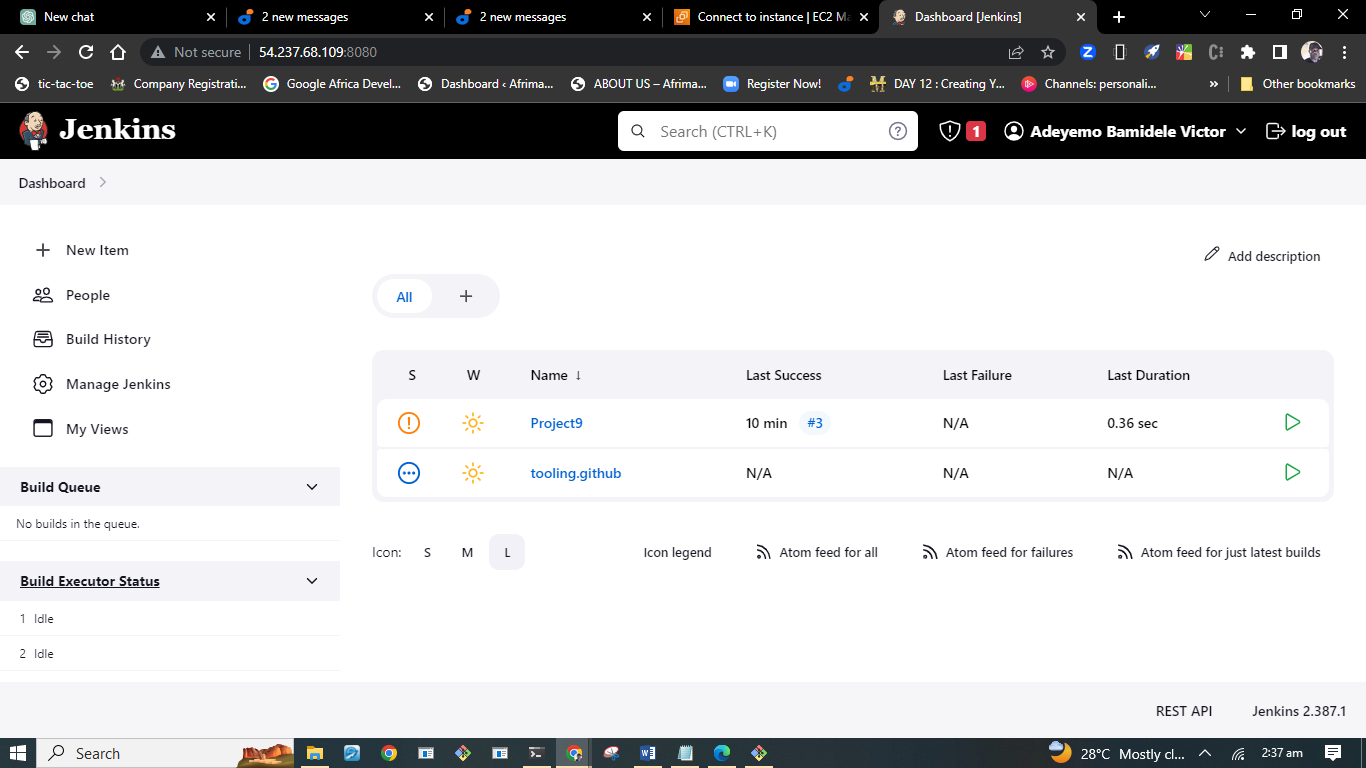 New chat
2 new messages
2 new messages
Connect to instance | EC2 Ma
Dashboard [Jenkins]
Not secure
54.237.68.109:8080
tic-tac-toe
Company Registrati...
Google Africa Devel...
Dashboard ‹ Afrima...
ABOUT US – Afrima...
Register Now!
DAY 12 : Creating Y...
Channels: personali...
»
Other bookmarks
Jenkins
Search (CTRL+K)
1
Adeyemo Bamidele Victor
log out
Dashboard
New Item
People
Build History
Manage Jenkins
My Views
Build Queue
No builds in the queue.
Build Executor Status
1 Idle
2 Idle
Add description
All +
S W Name ↓ Last Success Last Failure Last Duration
Project9 10 min #3 N/A 0.36 sec
tooling.github N/A N/A N/A
Icon: S M L
Icon legend
Atom feed for all
Atom feed for failures
Atom feed for just latest builds
REST API
Jenkins 2.387.1
Search
28°C Mostly cl...
2:37 am